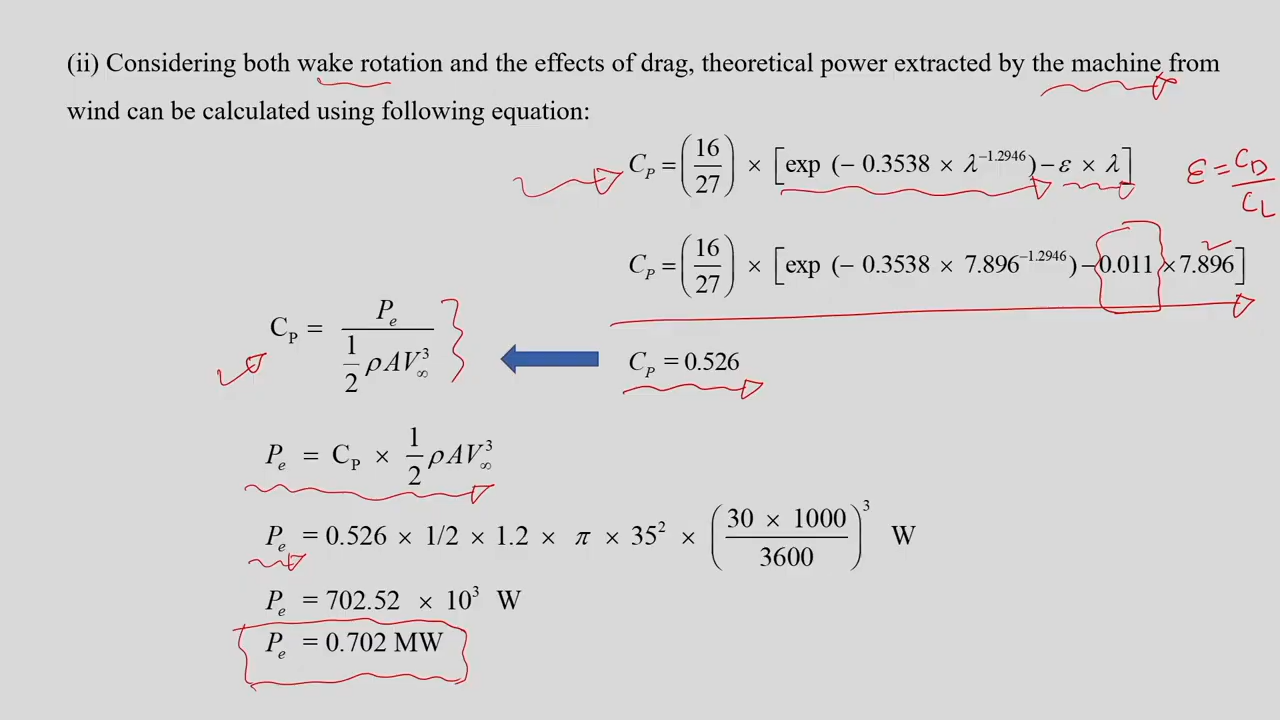 (ii) Considering both wake rotation and the effects of drag, theoretical power extracted by the machine from
wind can be calculated using following equation:
C_P = (16/27) × [exp (− 0.3538 × λ^−1.2946) − ε × λ]
ε = C_D/C_L
C_P = (16/27) × [exp (− 0.3538 × 7.896^−1.2946) − 0.011 × 7.896]
C_P = P_e / (1/2 ρAV_∞^3)
C_P = 0.526
P_e = C_P × 1/2 ρAV_∞^3
P_e = 0.526 × 1/2 × 1.2 × π × 35^2 × (30 × 1000 / 3600)^3 W
P_e = 702.52 × 10^3 W
P_e = 0.702 MW